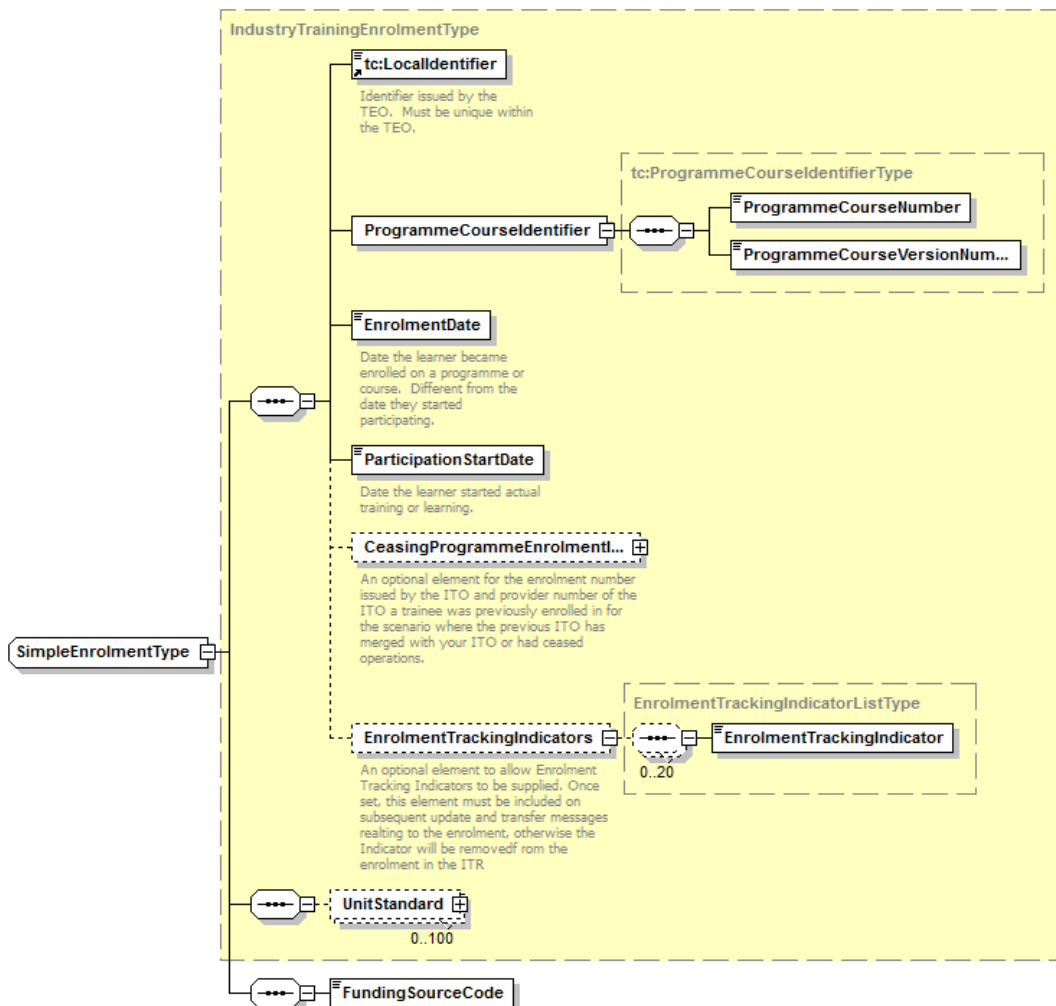 IndustryTrainingEnrolmentType
tc:LocalIdentifier
Identifier issued by the
TEO. Must be unique within
the TEO.
tc:ProgrammeCourseIdentifierType
ProgrammeCourseNumber
ProgrammeCourseIdentifier
ProgrammeCourseVersionNum...
EnrolmentDate
Date the learner became
enrolled on a programme or
course. Different from the
date they started
participating.
ParticipationStartDate
Date the learner started actual
training or learning.
CeasingProgrammeEnrolmentI...
An optional element for the enrolment number
issued by the ITO and provider number of the
ITO a trainee was previously enrolled in for
the scenario where the previous ITO has
merged with your ITO or had ceased
operations.
SimpleEnrolmentType
EnrolmentTrackingIndicatorListType
EnrolmentTrackingIndicators
EnrolmentTrackingIndicator
0..20
An optional element to allow Enrolment
Tracking Indicators to be supplied. Once
set, this element must be included on
subsequent update and transfer messages
realting to the enrolment, otherwise the
Indicator will be removedf rom the
enrolment in the ITR
UnitStandard
0..100
FundingSourceCode